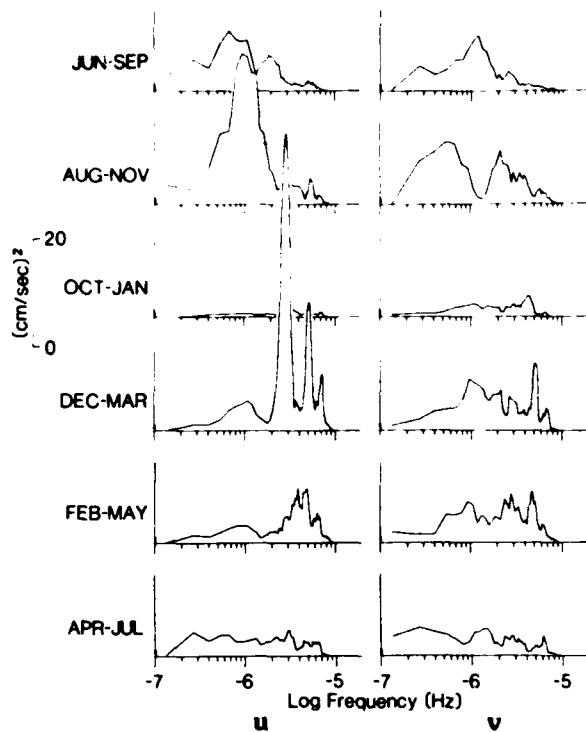 JUN-SEP
AUG-NOV
(cm/sec)²
20
OCT-JAN
0
DEC-MAR
FEB-MAY
APR-JUL
-7 -6 -5 -7 -6 -5
Log Frequency (Hz)
u v